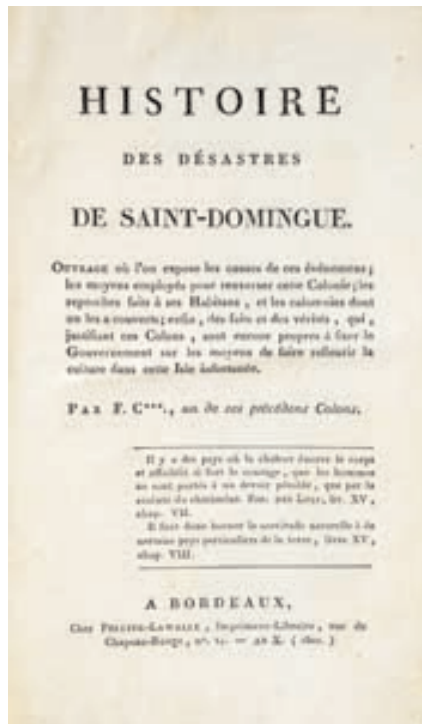 HISTOIRE
DES DÉSASTRES
DE SAINT-DOMINGUE.
OUVRAGE où l'on expose les causes de ces événemens ;
les moyens employés pour renverser cette Colonie ; les
reproches faits à ses Habitans , et les calomnies dont
on les a couverts ; enfin , des faits et des vérités , qui ,
justifiant ces Colons , sont encore propres à fixer le
Gouvernement sur les moyens de faire refleurir la
culture dans cette Isle infortunée.
PAR F. C***. , un de ses précédens Colons.
Il y a des pays où la chaleur énerve le corps
et affoiblit si fort le courage , que les hommes
ne sont portés à un devoir pénible , que par la
crainte du châtiment. ESP. DES LOIX , liv. XV ,
chap. VII.
Il faut donc borner la servitude naturelle à de
certains pays particuliers de la terre , livre XV ,
chap. VIII.
A BORDEAUX,
Chez PELLIER-LAWALLE , Imprimeur-Libraire , rue du
Chapeau-Rouge , n°. — AN X. ( 1802. )